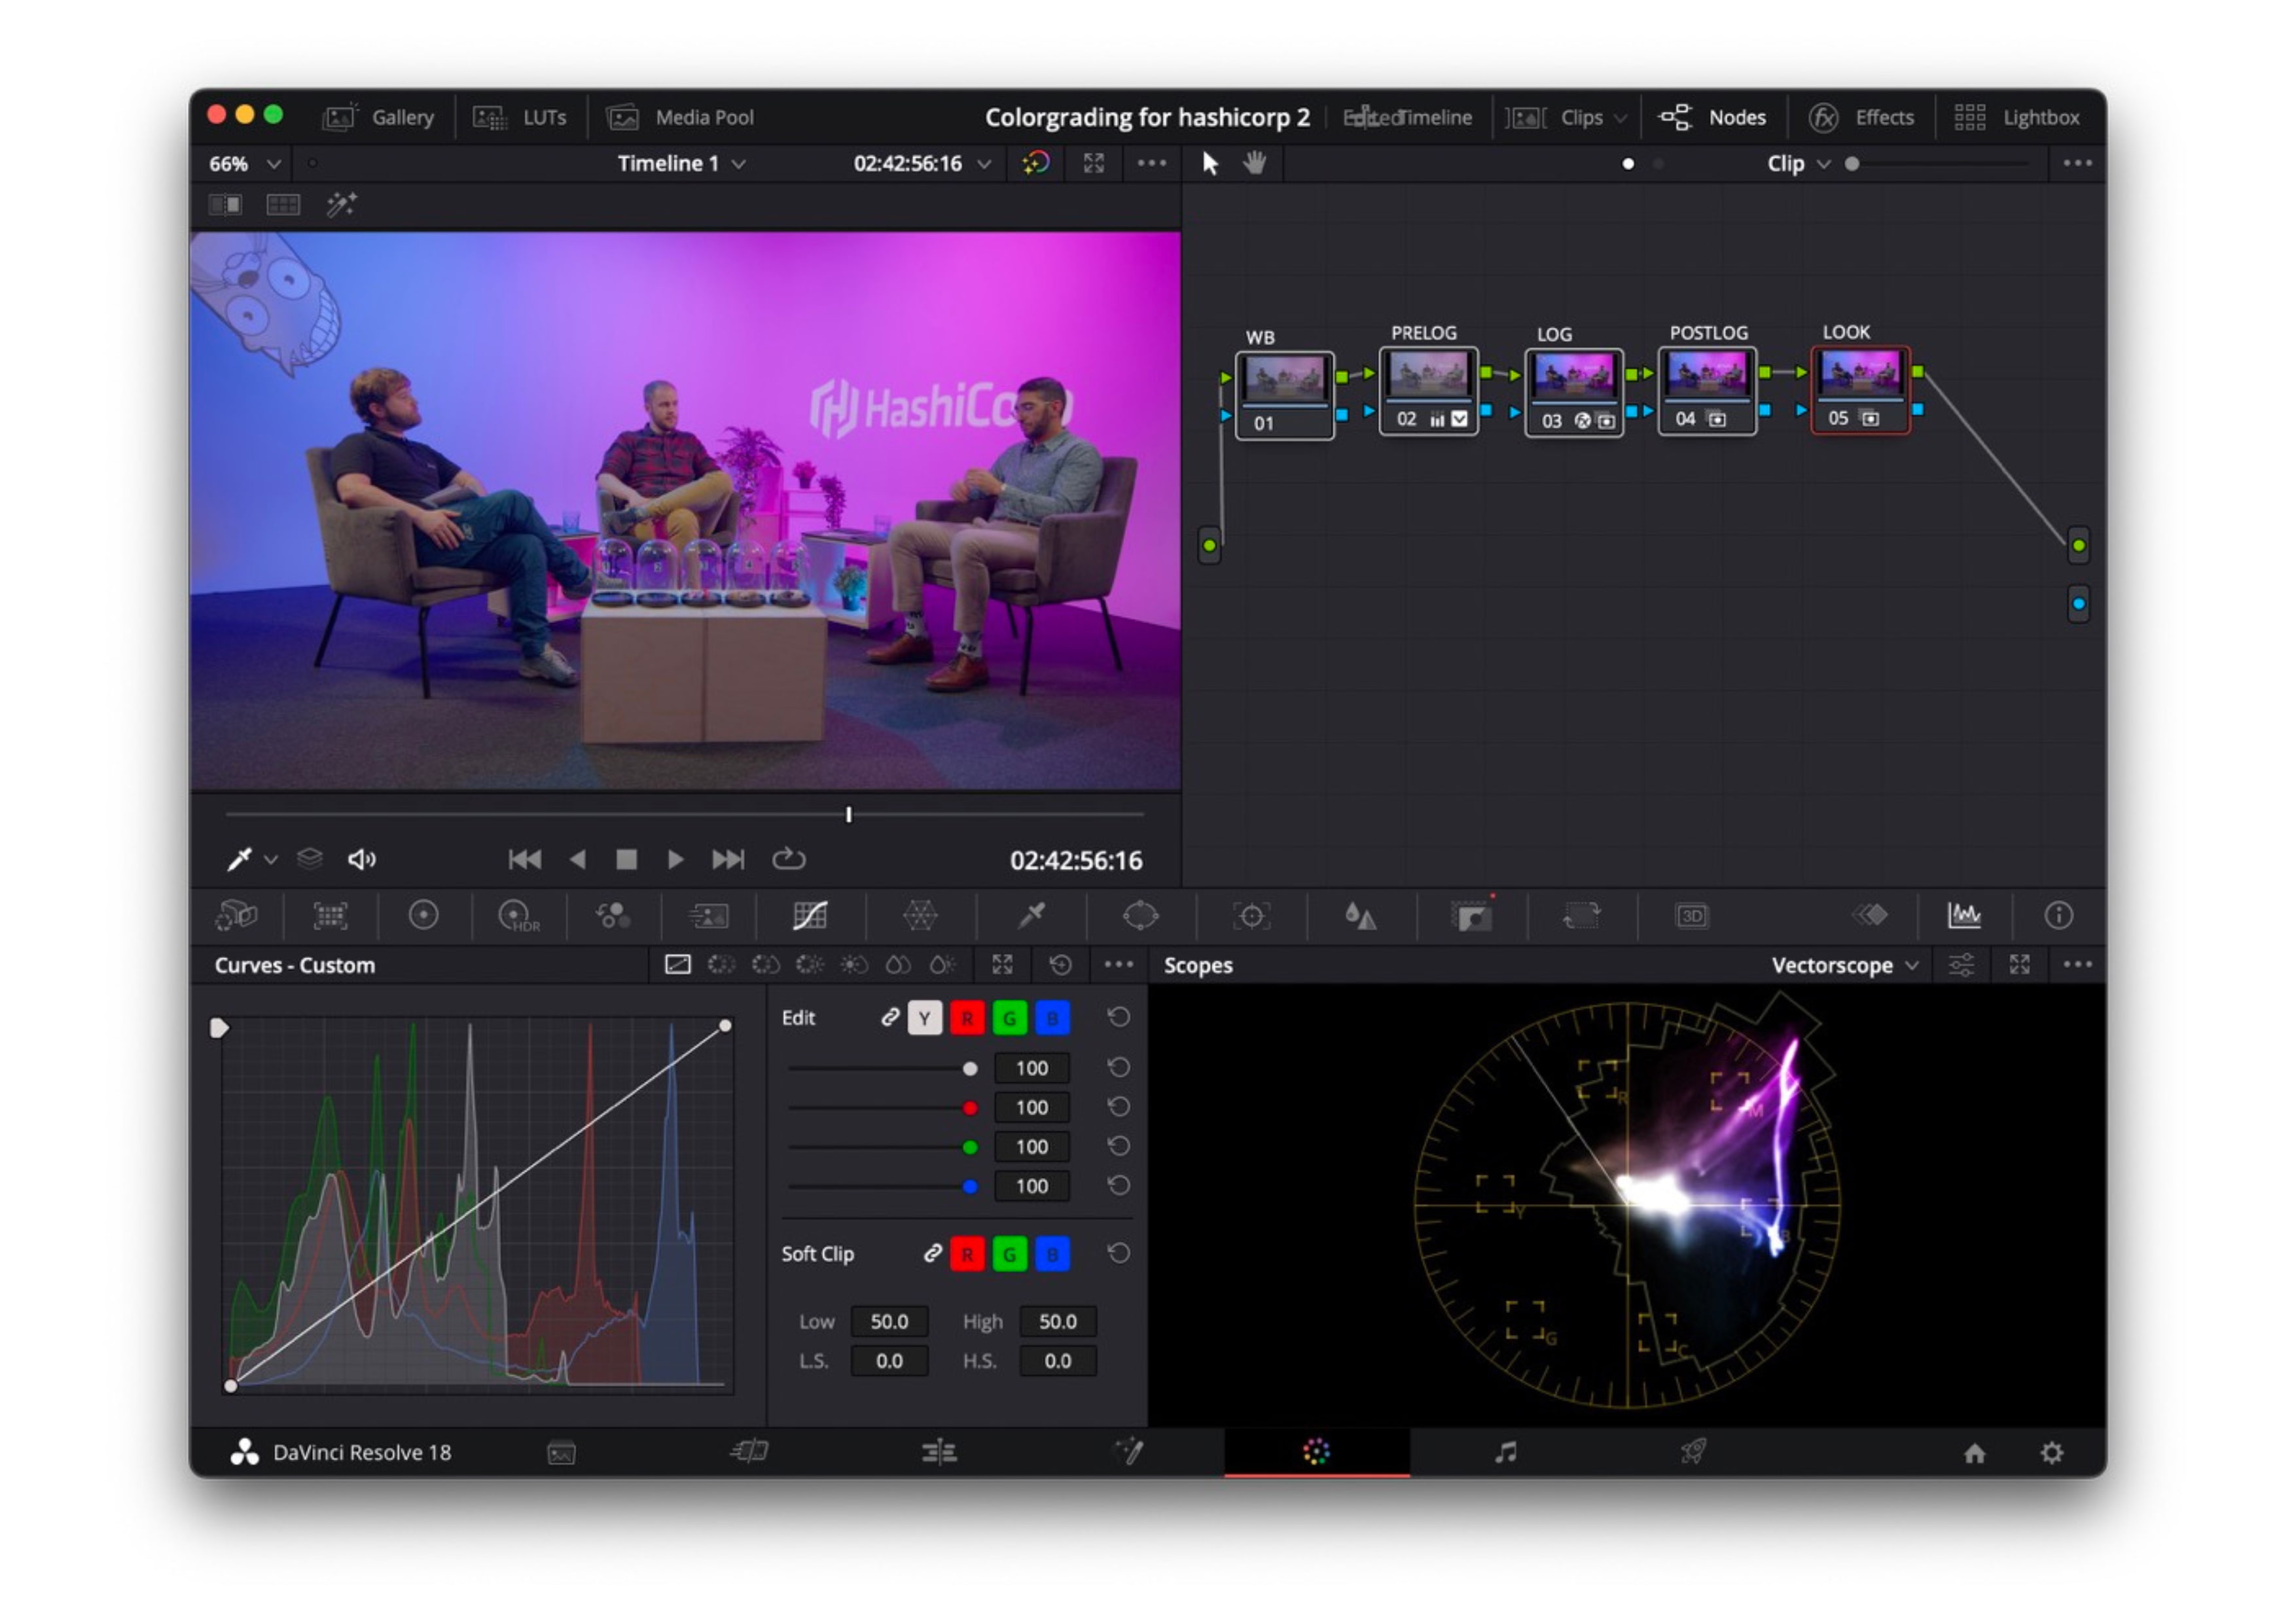 Gallery LUTs Media Pool Colorgrading for hashicorp 2 Edited Timeline Clips Nodes Effects Lightbox
66% Timeline 1 02:42:56:16 Clip
HashiCo
WB PRELOG LOG POSTLOG LOOK
01 02 03 04 05
02:42:56:16
HDR 3D
Curves - Custom
Scopes Vectorscope
Edit Y R G B
100
100
100
100
Soft Clip R G B
Low 50.0 High 50.0
L.S. 0.0 H.S. 0.0
R
M
Y
B
G
C
DaVinci Resolve 18